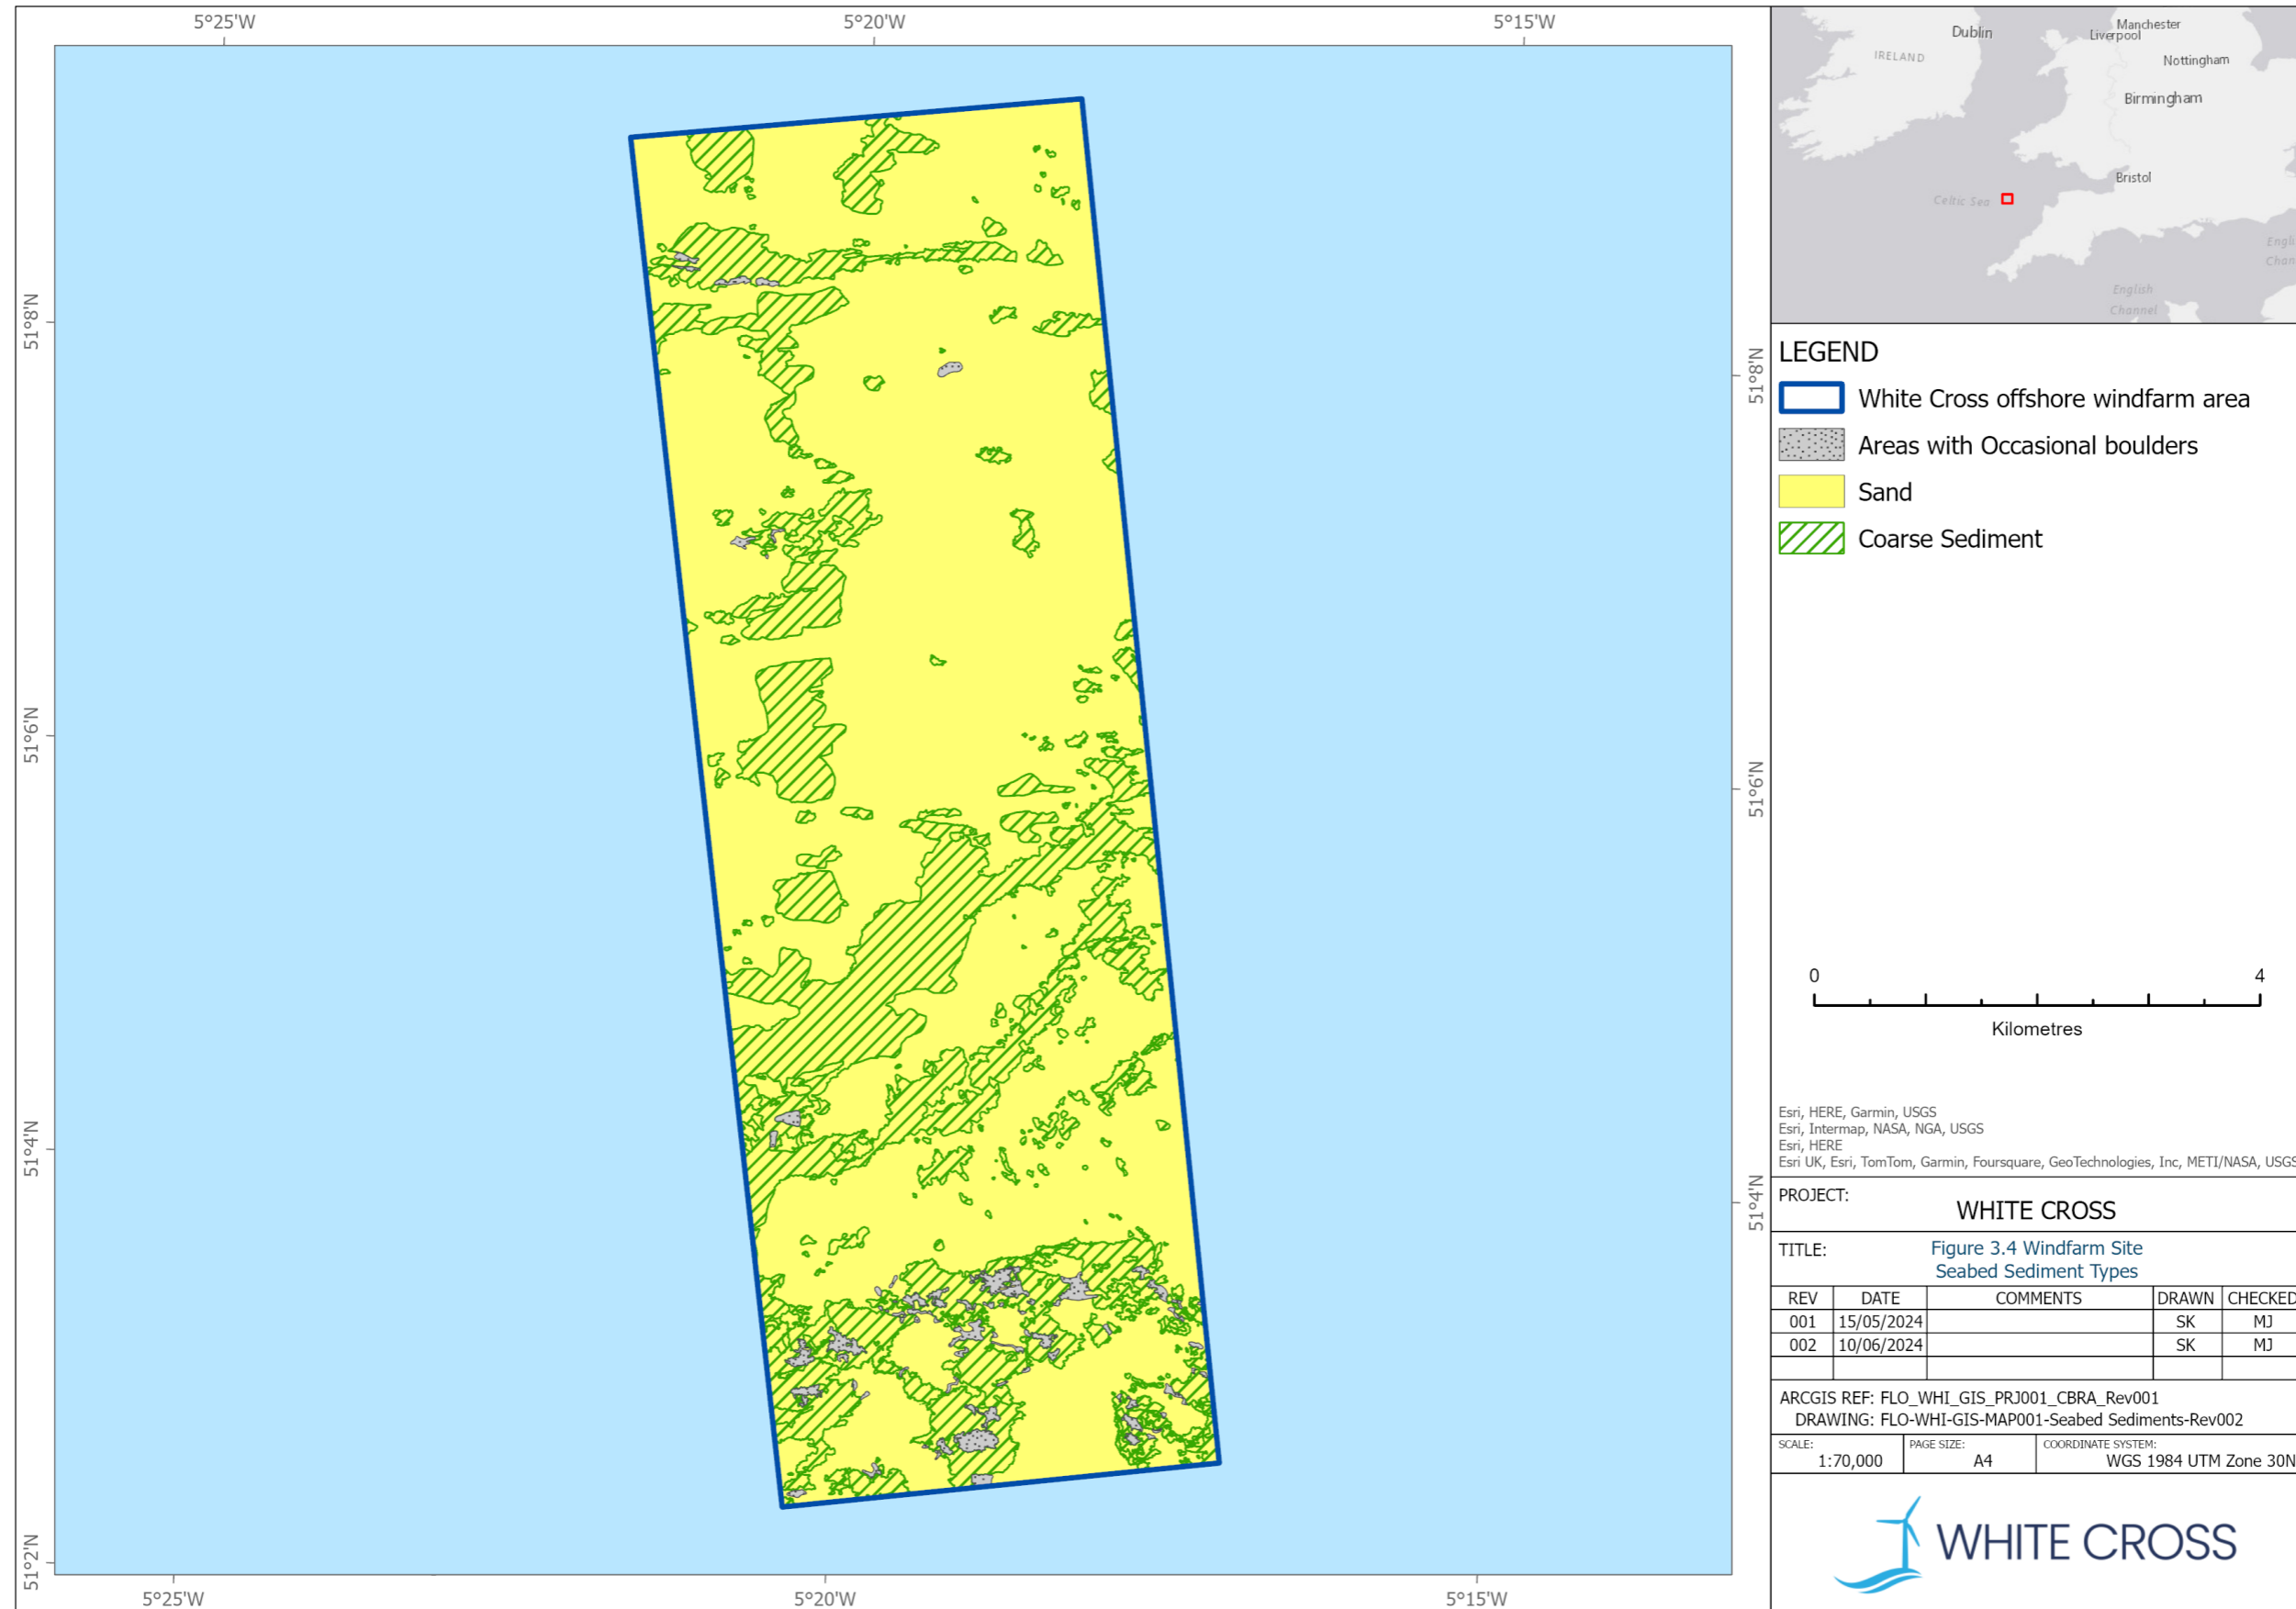 5°25'W 5°20'W 5°15'W
51°8'N
51°6'N
51°4'N
51°2'N
51°8'N
51°6'N
51°4'N
5°25'W 5°20'W 5°15'W
Manchester
Dublin
Liverpool
IRELAND
Nottingham
Birmingham
Bristol
Celtic Sea
English
Channel
LEGEND
White Cross offshore windfarm area
Areas with Occasional boulders
Sand
Coarse Sediment
0 4
Kilometres
Esri, HERE, Garmin, USGS
Esri, Intermap, NASA, NGA, USGS
Esri, HERE
Esri UK, Esri, TomTom, Garmin, Foursquare, GeoTechnologies, Inc, METI/NASA, USGS
PROJECT:
WHITE CROSS
TITLE: Figure 3.4 Windfarm Site
Seabed Sediment Types
REV DATE COMMENTS DRAWN CHECKED
001 15/05/2024 SK MJ
002 10/06/2024 SK MJ
ARCGIS REF: FLO_WHI_GIS_PRJ001_CBRA_Rev001
DRAWING: FLO-WHI-GIS-MAP001-Seabed Sediments-Rev002
SCALE: PAGE SIZE: COORDINATE SYSTEM:
1:70,000 A4 WGS 1984 UTM Zone 30N
WHITE CROSS